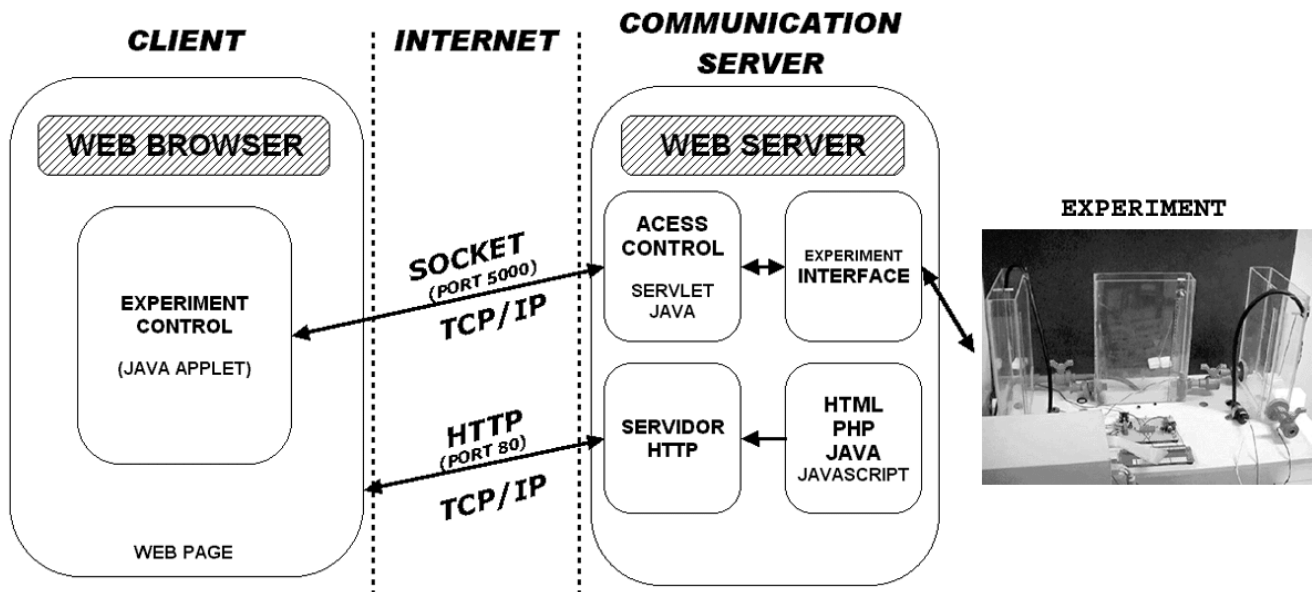 CLIENT
INTERNET
COMMUNICATION
SERVER
WEB BROWSER
EXPERIMENT
CONTROL
(JAVA APPLET)
WEB PAGE
SOCKET
(PORT 5000)
TCP/IP
HTTP
(PORT 80)
TCP/IP
WEB SERVER
ACESS
CONTROL
SERVLET
JAVA
EXPERIMENT
INTERFACE
SERVIDOR
HTTP
HTML
PHP
JAVA
JAVASCRIPT
EXPERIMENT